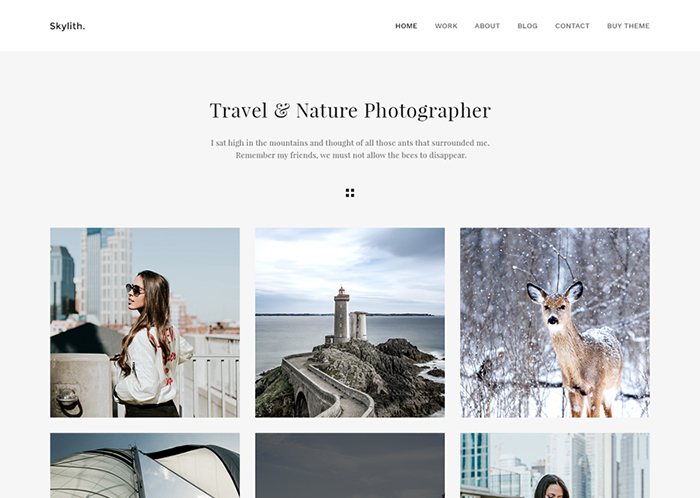 Skylith.
HOME WORK ABOUT BLOG CONTACT BUY THEME
Travel & Nature Photographer
I sat high in the mountains and thought of all those ants that surrounded me.
Remember my friends, we must not allow the bees to disappear.